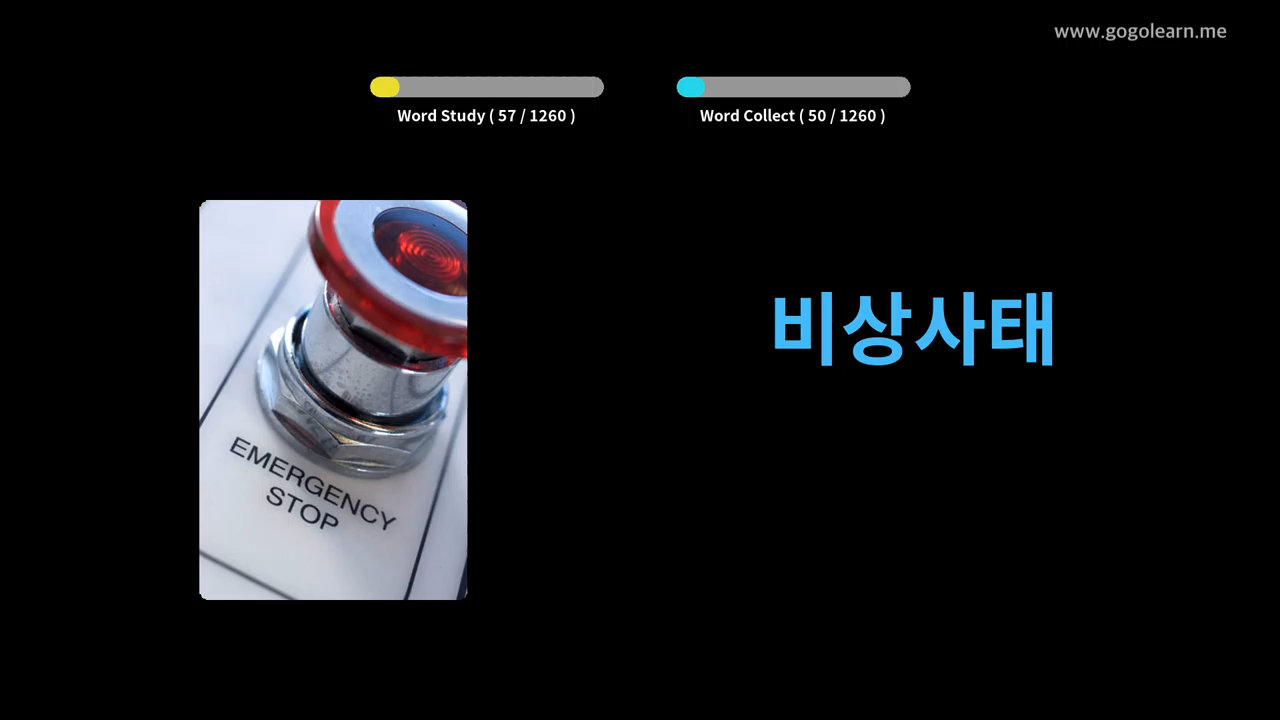 www.gogolearn.me
Word Study ( 57 / 1260 )
Word Collect ( 50 / 1260 )
비상사태
EMERGENCY
STOP